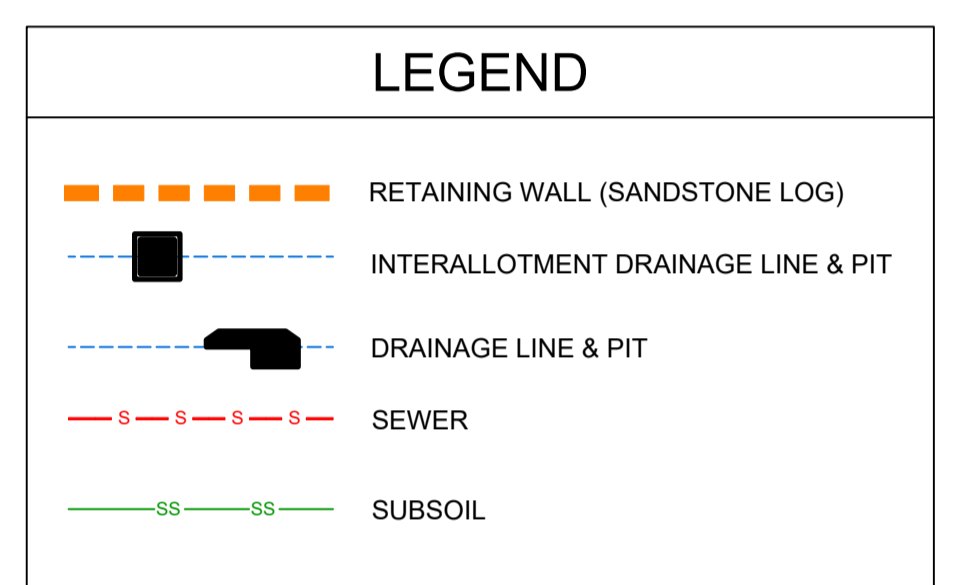 LEGEND
RETAINING WALL (SANDSTONE LOG)
INTERALLOTMENT DRAINAGE LINE & PIT
DRAINAGE LINE & PIT
S S S S SEWER
SS SS SUBSOIL